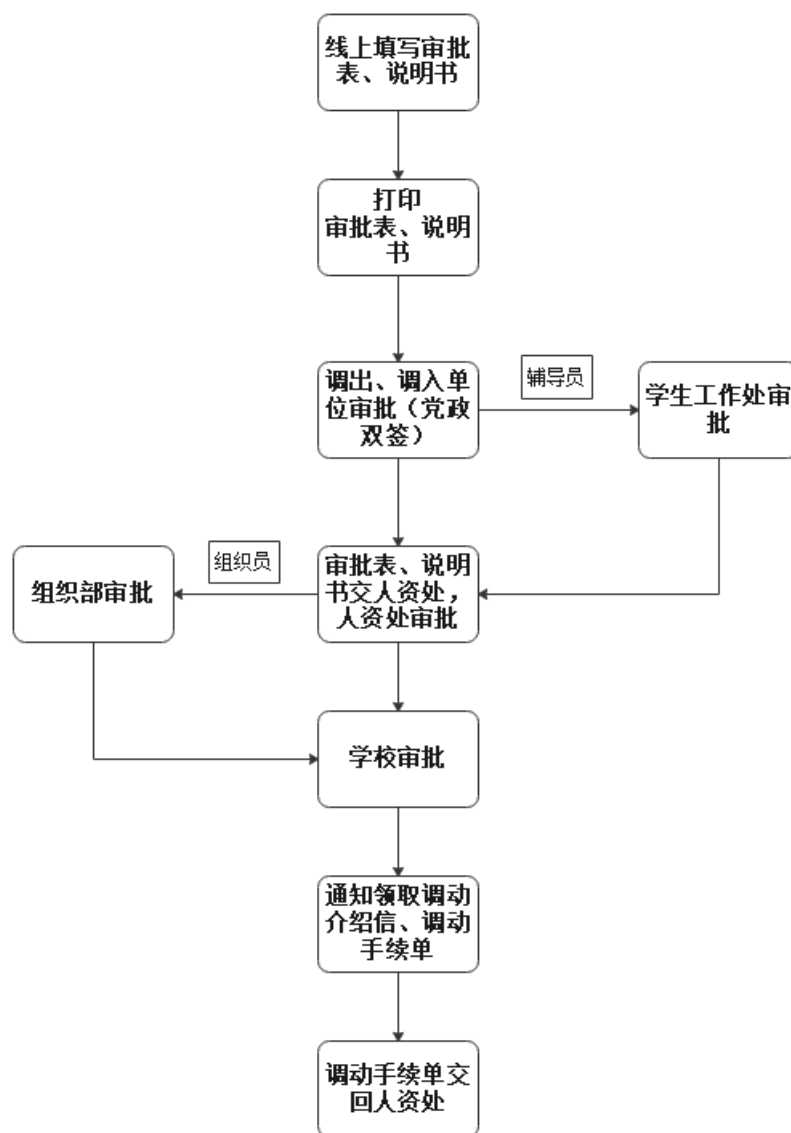 线上填写审批
表、说明书
打印
审批表、说明
书
调出、调入单
位审批（党政
双签）
辅导员
学生工作处审
批
组织部审批
组织员
审批表、说明
书交人资处，
人资处审批
学校审批
通知领取调动
介绍信、调动
手续单
调动手续单交
回人资处